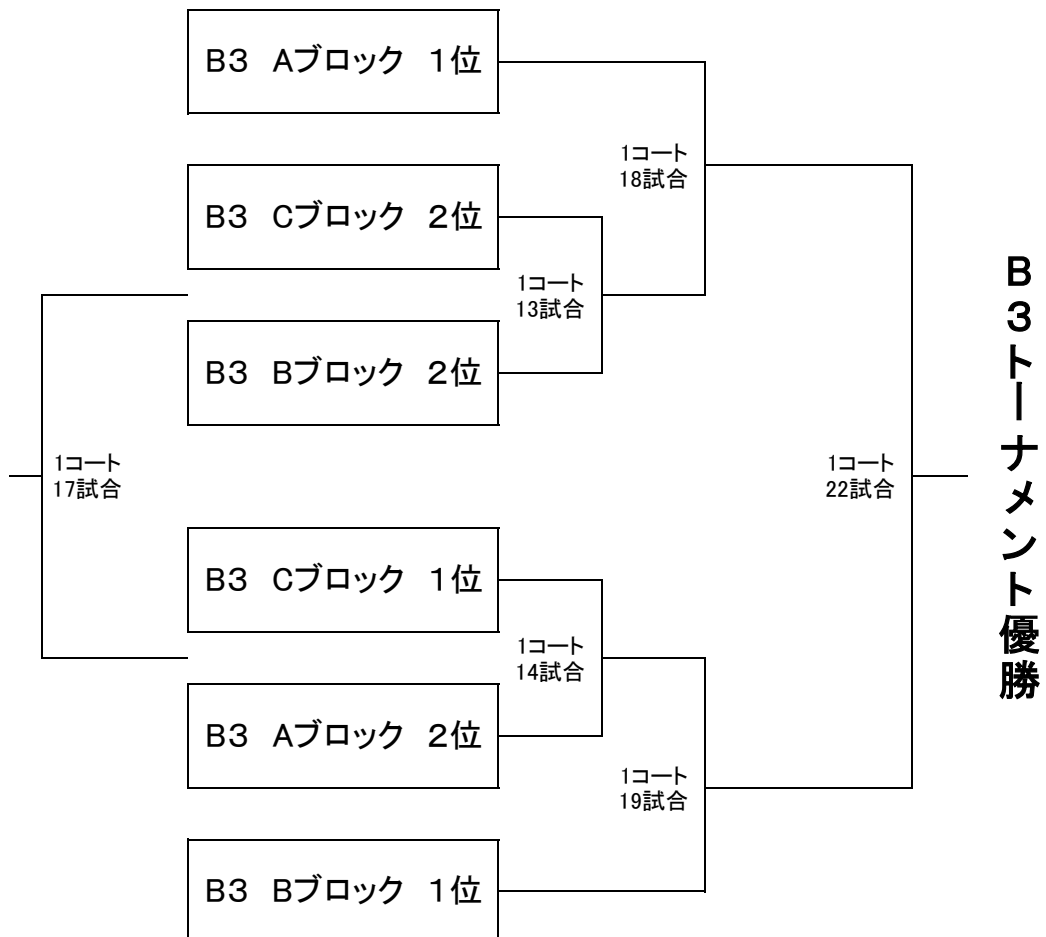 B3　Aブロック　1位
1コート
18試合
B3　Cブロック　2位
1コート
13試合
B3　Bブロック　2位
1コート
17試合
1コート
22試合
B3トーナメント優勝
B3　Cブロック　1位
1コート
14試合
B3　Aブロック　2位
1コート
19試合
B3　Bブロック　1位